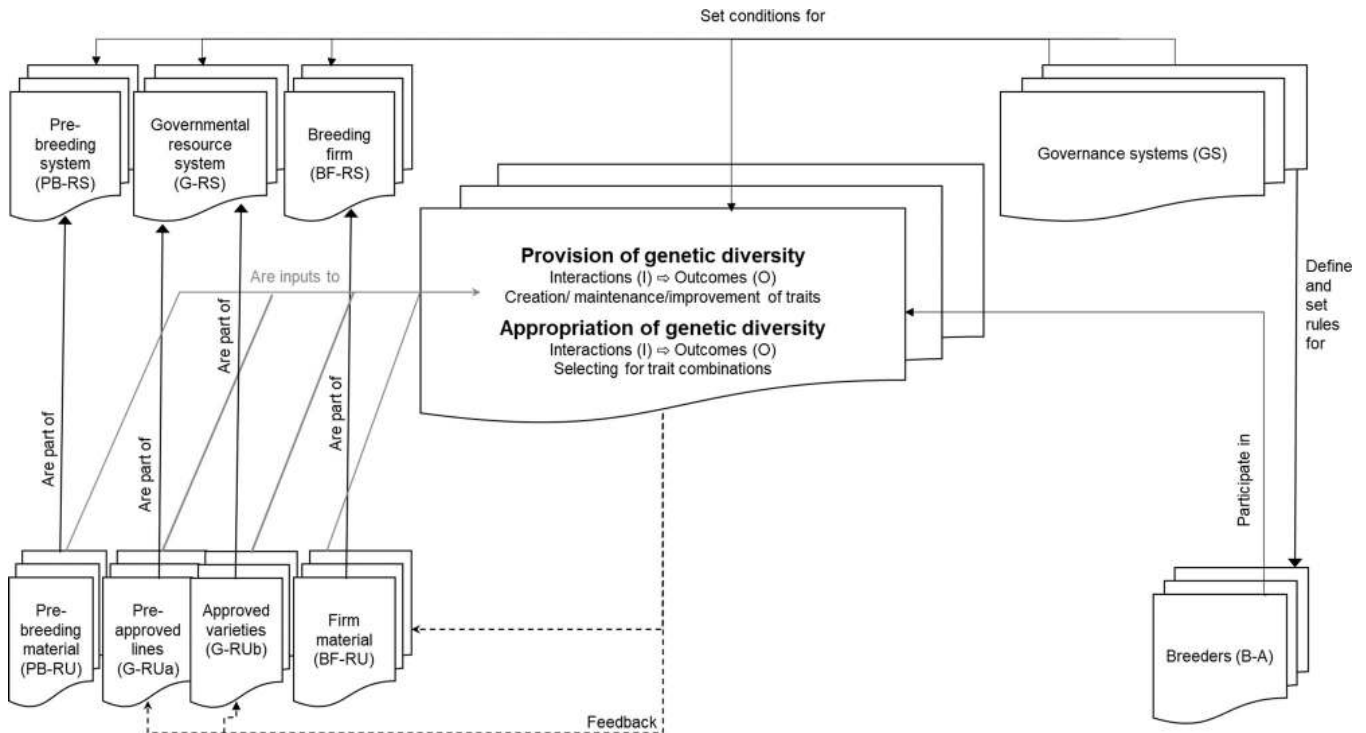 Set conditions for
Pre-
breeding
system
(PB-RS)
Governmental
resource
system
(G-RS)
Breeding
firm
(BF-RS)
Governance systems (GS)
Provision of genetic diversity
Interactions (I) ⇨ Outcomes (O)
Creation/ maintenance/improvement of traits
Appropriation of genetic diversity
Interactions (I) ⇨ Outcomes (O)
Selecting for trait combinations
Are inputs to
Define
and
set
rules
for
Are part of
Are part of
Are part of
Are part of
Participate in
Pre-
breeding
material
(PB-RU)
Pre-
approved
lines
(G-RUa)
Approved
varieties
(G-RUb)
Firm
material
(BF-RU)
Breeders (B-A)
Feedback